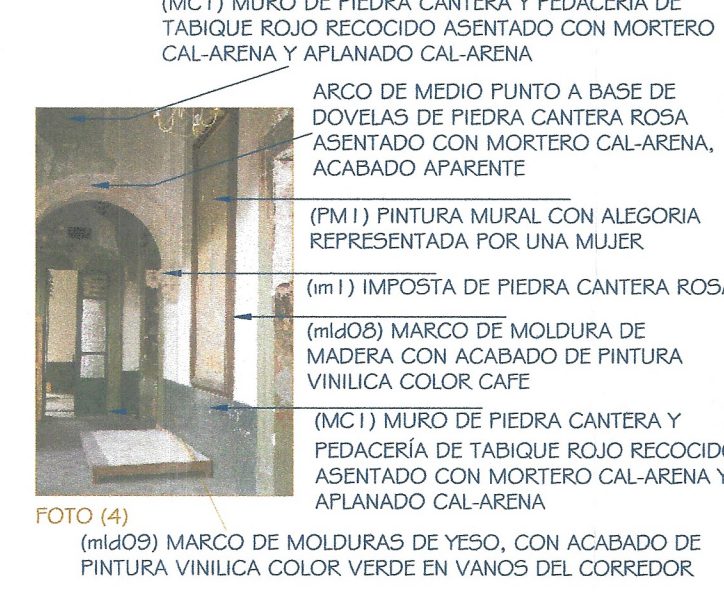 (MC1) MURO DE PIEDRA CANTERA Y PEDACERIA DE
TABIQUE ROJO RECOCIDO ASENTADO CON MORTERO
CAL-ARENA Y APLANADO CAL-ARENA
ARCO DE MEDIO PUNTO A BASE DE
DOVELAS DE PIEDRA CANTERA ROSA
ASENTADO CON MORTERO CAL-ARENA,
ACABADO APARENTE
(PM1) PINTURA MURAL CON ALEGORIA
REPRESENTADA POR UNA MUJER
(im1) IMPOSTA DE PIEDRA CANTERA ROSA
(mld08) MARCO DE MOLDURA DE
MADERA CON ACABADO DE PINTURA
VINILICA COLOR CAFE
(MC1) MURO DE PIEDRA CANTERA Y
PEDACERÍA DE TABIQUE ROJO RECOCIDO
ASENTADO CON MORTERO CAL-ARENA Y
APLANADO CAL-ARENA
FOTO (4)
(mld09) MARCO DE MOLDURAS DE YESO, CON ACABADO DE
PINTURA VINILICA COLOR VERDE EN VANOS DEL CORREDOR